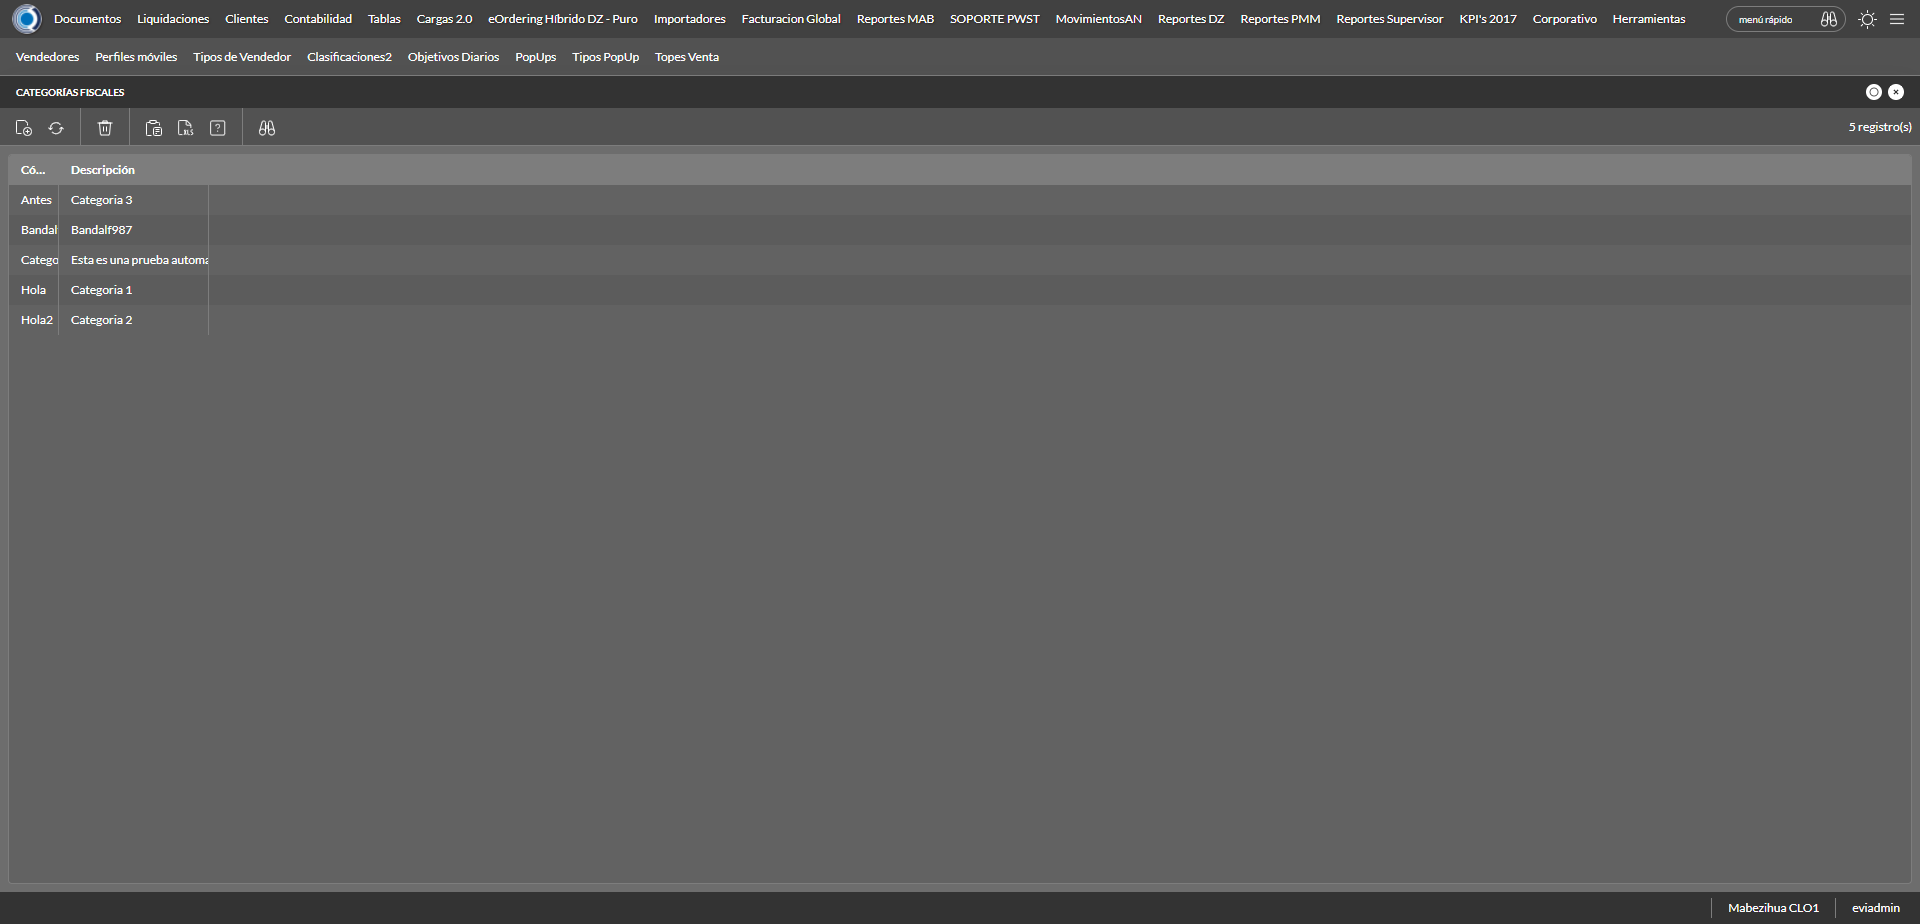 Documentos Liquidaciones Clientes Contabilidad Tablas Cargas 2.0 eOrdering Híbrido DZ - Puro Importadores Facturacion Global Reportes MAB SOPORTE PWST MovimientosAN Reportes DZ Reportes PMM Reportes Supervisor KPI's 2017 Corporativo Herramientas menú rápido
Vendedores Perfiles móviles Tipos de Vendedor Clasificaciones2 Objetivos Diarios PopUps Tipos PopUp Topes Venta
CATEGORÍAS FISCALES
XLS ? 5 registro(s)
Có... Descripción
Antes Categoria 3
Bandalf Bandalf987
Catego Esta es una prueba automa
Hola Categoria 1
Hola2 Categoria 2
Mabezihua CLO1 eviadmin